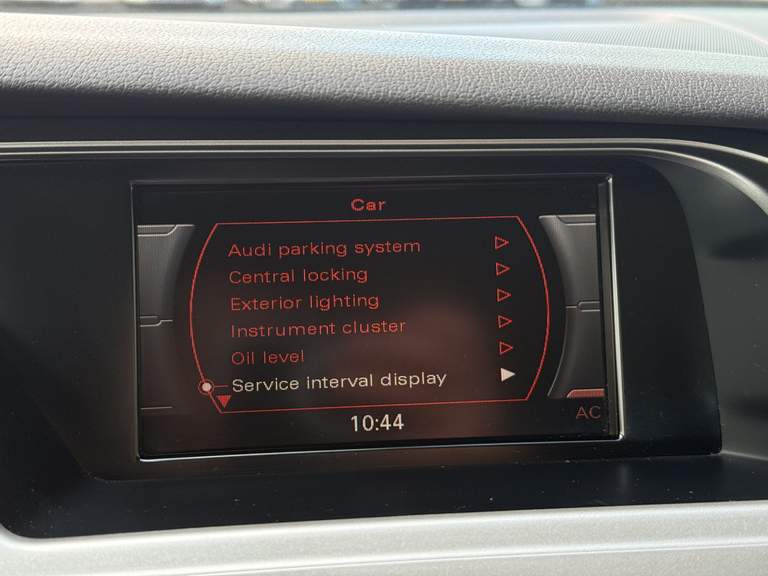 Car
Audi parking system
Central locking
Exterior lighting
Instrument cluster
Oil level
Service interval display
10:44
AC